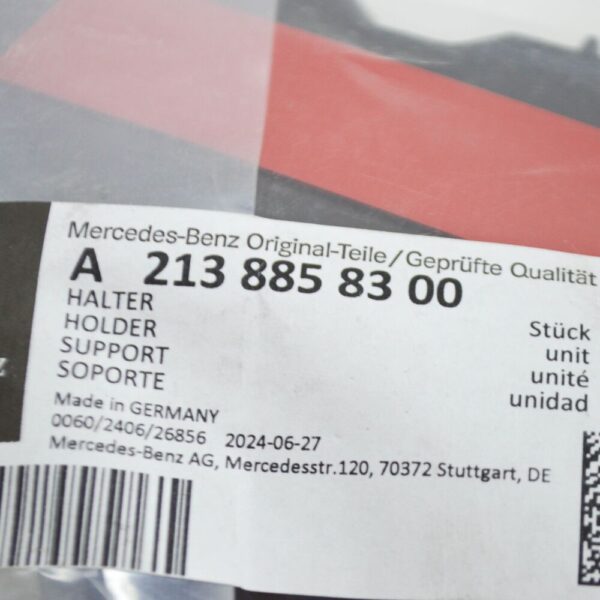 Mercedes-Benz Original-Teile/Geprüfte Qualität
A 213 885 83 00
HALTER
HOLDER
SUPPORT
SOPORTE
Stück
unit
unité
unidad
Made in GERMANY
0060/2406/26856 2024-06-27
Mercedes-Benz AG, Mercedesstr.120, 70372 Stuttgart, DE